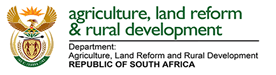 agriculture, land reform
& rural development
Department:
Agriculture, Land Reform and Rural Development
REPUBLIC OF SOUTH AFRICA